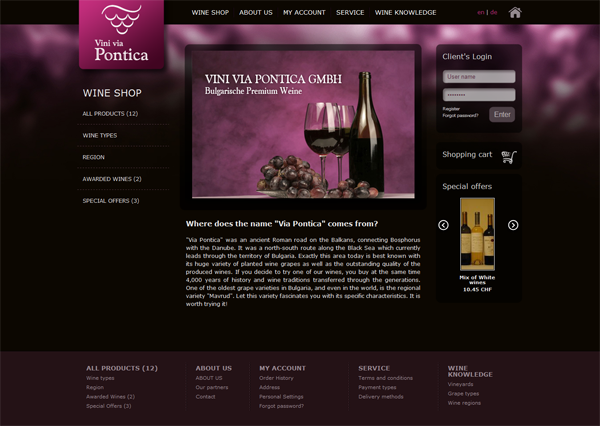 Vini via
Pontica
WINE SHOP ABOUT US MY ACCOUNT SERVICE WINE KNOWLEDGE
en | de
WINE SHOP
ALL PRODUCTS (12)
WINE TYPES
REGION
AWARDED WINES (2)
SPECIAL OFFERS (3)
VINI VIA PONTICA GMBH
Bulgarische Premium Weine
Client's Login
User name
********
Register
Forgot password?
Enter
Shopping cart
Special offers
Mix of White
wines
10.45 CHF
Where does the name "Via Pontica" comes from?
"Via Pontica" was an ancient Roman road on the Balkans, connecting Bosphorus
with the Danube. It was a north-south route along the Black Sea which currently
leads through the territory of Bulgaria. Exactly this area today is best known with
its huge variety of planted wine grapes as well as the outstanding quality of the
produced wines. If you decide to try one of our wines, you buy at the same time
4,000 years of history and wine traditions transferred through the generations.
One of the oldest grape varieties in Bulgaria, and even in the world, is the regional
variety "Mavrud". Let this variety fascinates you with its specific characteristics. It is
worth trying it!
ALL PRODUCTS (12)
Wine types
Region
Awarded Wines (2)
Special Offers (3)
ABOUT US
ABOUT US
Our partners
Contact
MY ACCOUNT
Order History
Address
Personal Settings
Forgot password?
SERVICE
Terms and conditions
Payment types
Delivery methods
WINE
KNOWLEDGE
Vineyards
Grape types
Wine regions